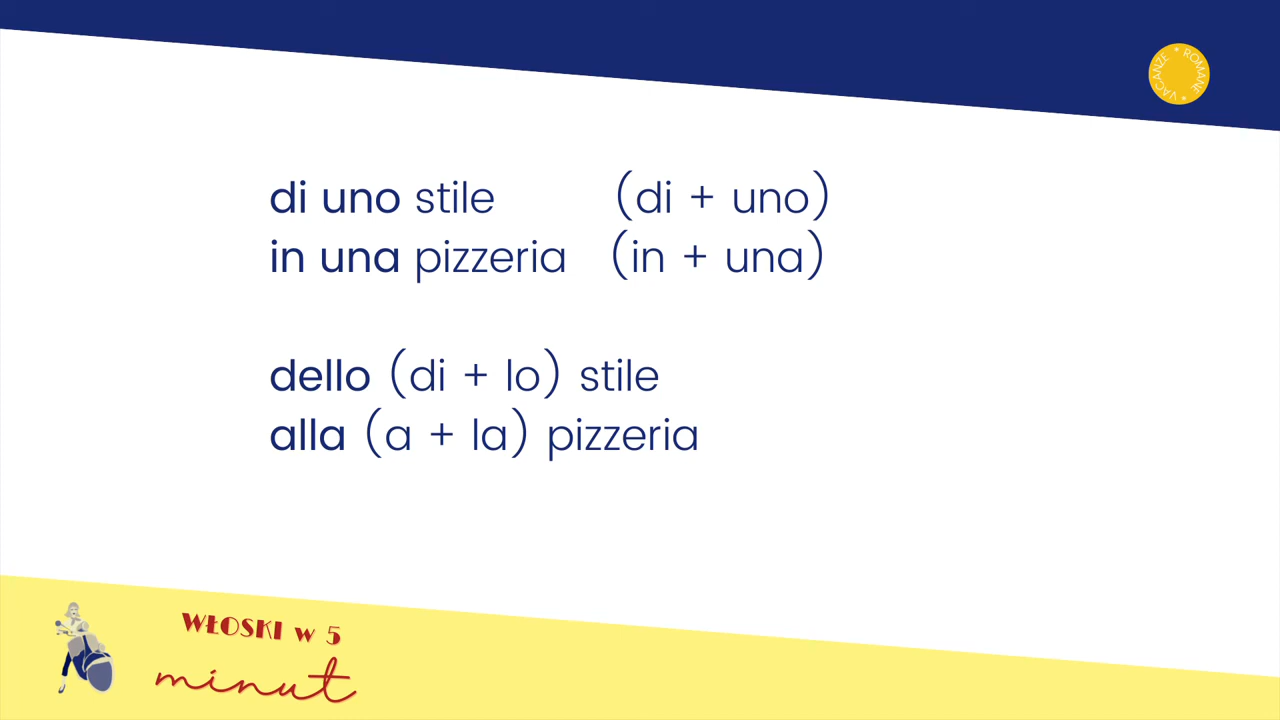 VACANZE * ROMANE *
di uno stile (di + uno)
in una pizzeria (in + una)
dello (di + lo) stile
alla (a + la) pizzeria
WŁOSKI w 5
minut